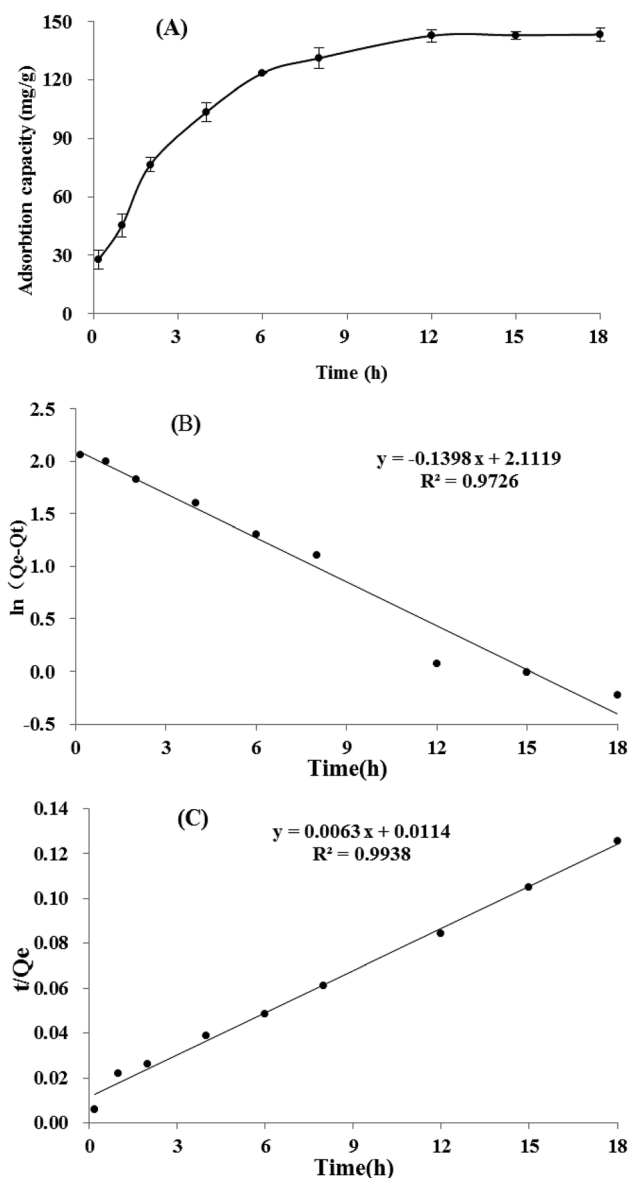 (A)
150
120
90
60
30
0
Adsorbtion capacity (mg/g)
0 3 6 9 12 15 18
Time (h)
(B)
2.5
2.0
1.5
1.0
0.5
0.0
-0.5
y = -0.1398 x + 2.1119
R² = 0.9726
ln （Qe-Qt)
0 3 6 9 12 15 18
Time(h)
(C)
0.14
0.12
0.10
0.08
0.06
0.04
0.02
0.00
y = 0.0063 x + 0.0114
R² = 0.9938
t/Qe
0 3 6 9 12 15 18
Time(h)